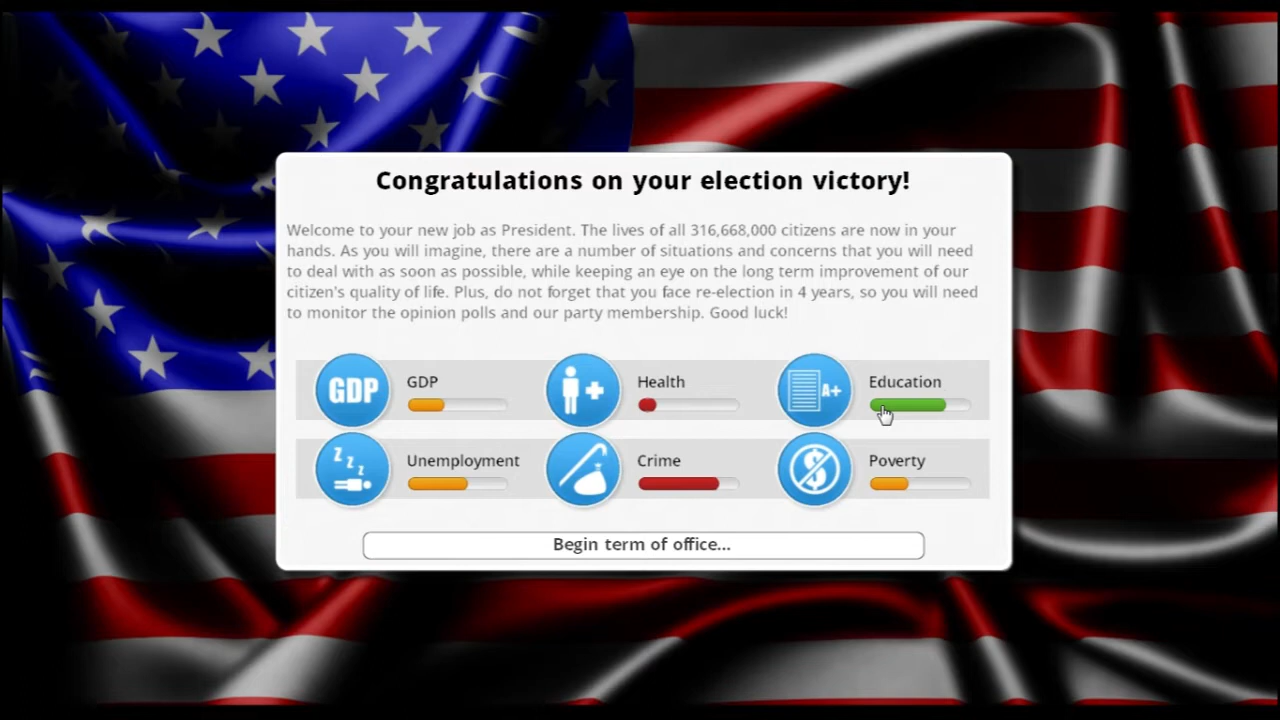 Congratulations on your election victory!
Welcome to your new job as President. The lives of all 316,668,000 citizens are now in your
hands. As you will imagine, there are a number of situations and concerns that you will need
to deal with as soon as possible, while keeping an eye on the long term improvement of our
citizen's quality of life. Plus, do not forget that you face re-election in 4 years, so you will need
to monitor the opinion polls and our party membership. Good luck!
GDP GDP Health A+ Education
z z z Unemployment Crime $ Poverty
Begin term of office...